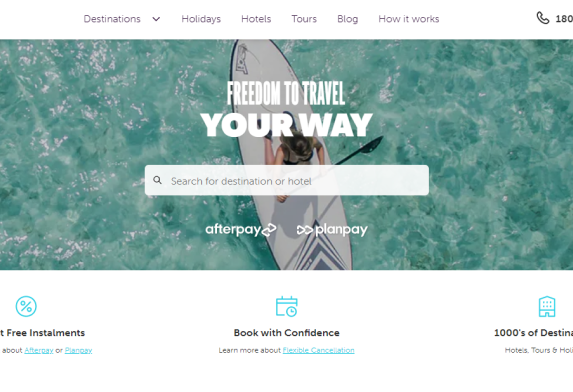 Destinations Holidays Hotels Tours Blog How it works 180
FREEDOM TO TRAVEL
YOUR WAY
Search for destination or hotel
afterpay planpay
t Free Instalments
about Afterpay or Planpay
Book with Confidence
Learn more about Flexible Cancellation
1000's of Destina
Hotels, Tours & Holi